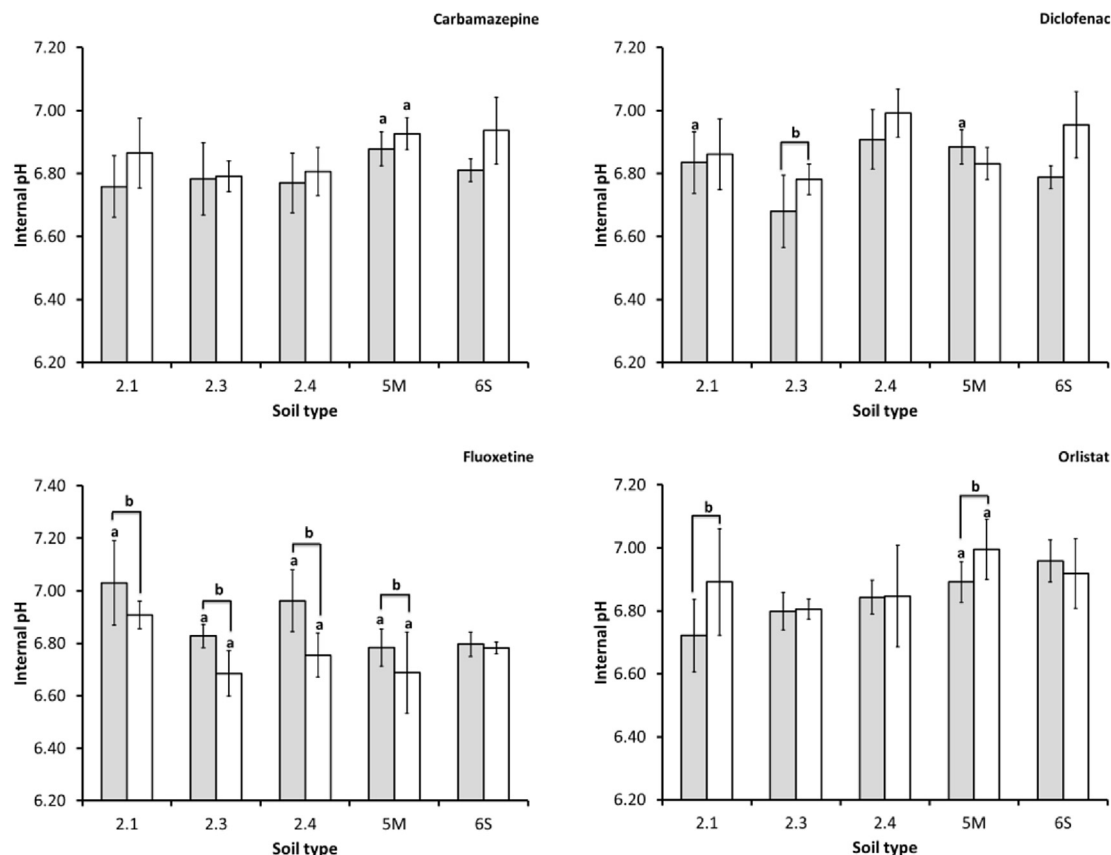 Carbamazepine
7.20
7.00
6.80
6.60
6.40
6.20
Internal pH
a a
2.1 2.3 2.4 5M 6S
Soil type
Diclofenac
7.20
7.00
6.80
6.60
6.40
6.20
Internal pH
a b a
2.1 2.3 2.4 5M 6S
Soil type
Fluoxetine
7.40
7.20
7.00
6.80
6.60
6.40
6.20
Internal pH
b b b b
a a a a a a a
2.1 2.3 2.4 5M 6S
Soil type
Orlistat
7.20
7.00
6.80
6.60
6.40
6.20
Internal pH
b b
a a
2.1 2.3 2.4 5M 6S
Soil type